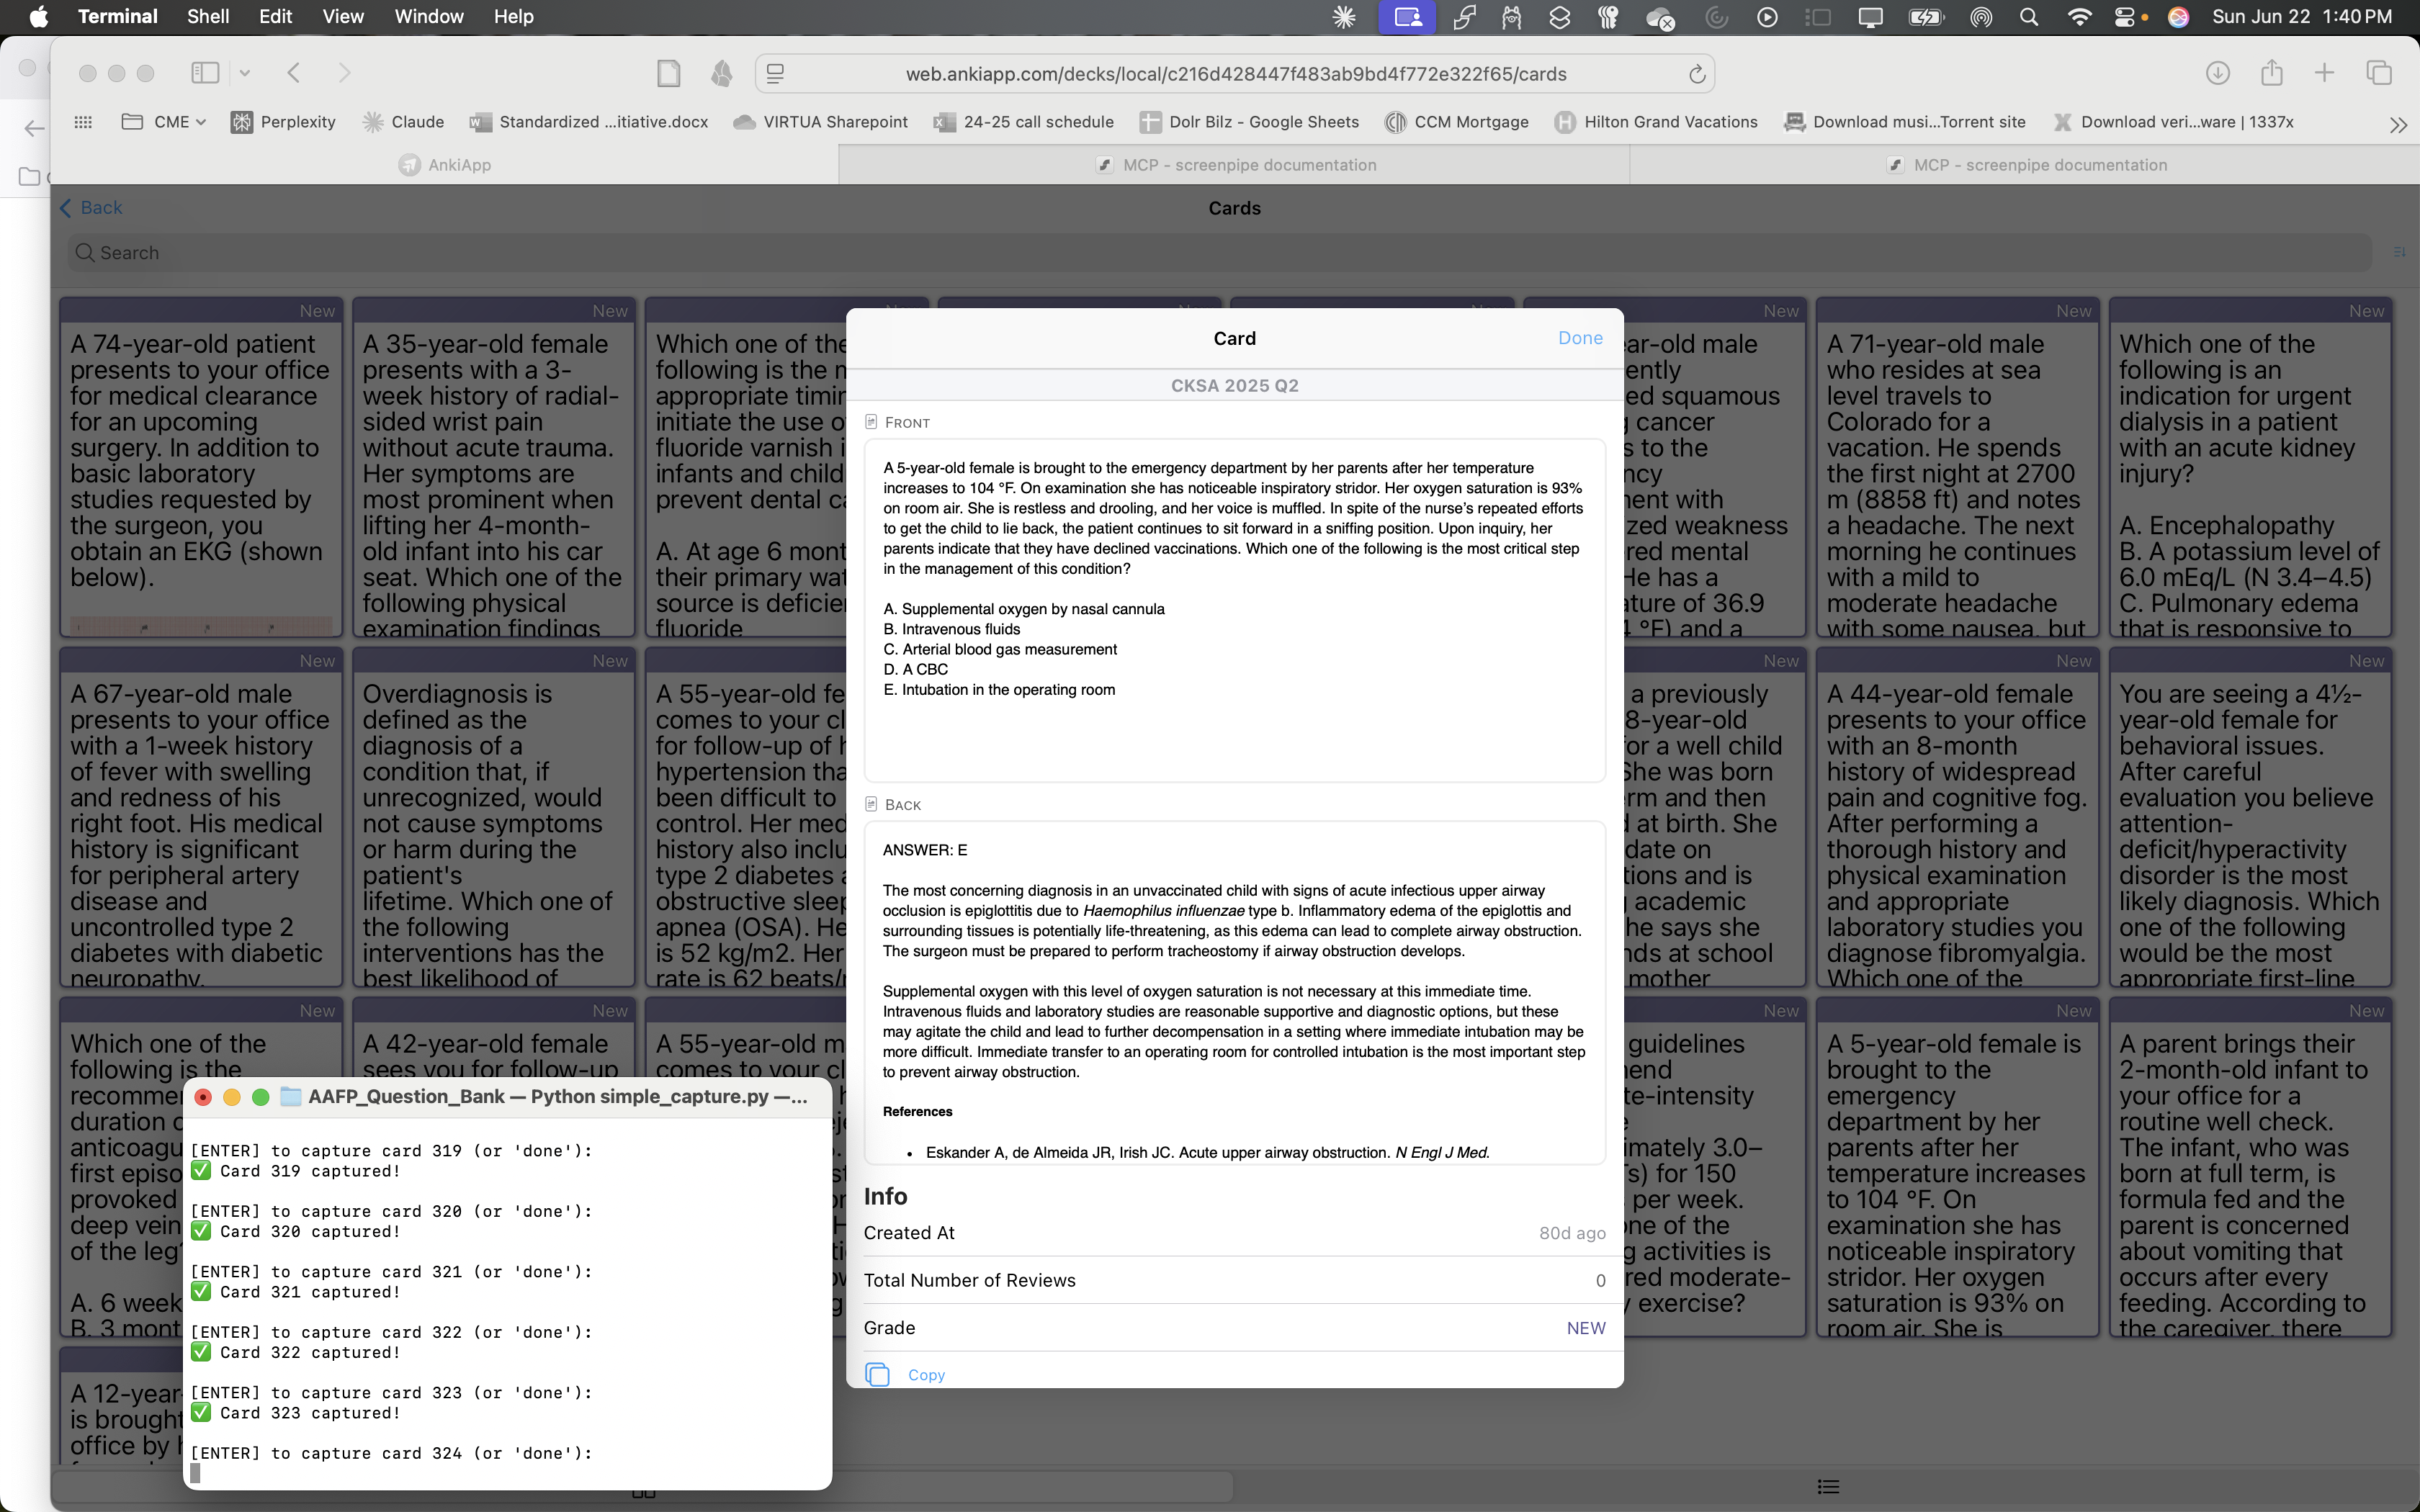 Terminal Shell Edit View Window Help
Sun Jun 22 1:40 PM
web.ankiapp.com/decks/local/c216d428447f483ab9bd4f772e322f65/cards
CME Perplexity Claude Standardized ...itiative.docx VIRTUA Sharepoint 24-25 call schedule Dolr Bilz - Google Sheets CCM Mortgage Hilton Grand Vacations Download musi...Torrent site Download veri...ware | 1337x
AnkiApp MCP - screenpipe documentation MCP - screenpipe documentation
Back
Cards
Search
New
A 74-year-old patient
presents to your office
for medical clearance
for an upcoming
surgery. In addition to
basic laboratory
studies requested by
the surgeon, you
obtain an EKG (shown
below).
New
A 35-year-old female
presents with a 3-
week history of radial-
sided wrist pain
without acute trauma.
Her symptoms are
most prominent when
lifting her 4-month-
old infant into his car
seat. Which one of the
following physical
examination findings
Which one of the
following is the
appropriate
initiate the use
fluoride varnish
infants and
prevent dental
A. At age 6
their primary
source is
fluoride
New
male
squamous
cancer
to the
with
weakness
mental
He has a
of 36.9
°F) and a
New
A 71-year-old male
who resides at sea
level travels to
Colorado for a
vacation. He spends
the first night at 2700
m (8858 ft) and notes
a headache. The next
morning he continues
with a mild to
moderate headache
with some nausea, but
New
Which one of the
following is an
indication for urgent
dialysis in a patient
with an acute kidney
injury?
A. Encephalopathy
B. A potassium level of
6.0 mEq/L (N 3.4–4.5)
C. Pulmonary edema
that is responsive to
New
A 67-year-old male
presents to your office
with a 1-week history
of fever with swelling
and redness of his
right foot. His medical
history is significant
for peripheral artery
disease and
uncontrolled type 2
diabetes with diabetic
neuropathy.
New
Overdiagnosis is
defined as the
diagnosis of a
condition that, if
unrecognized, would
not cause symptoms
or harm during the
patient's
lifetime. Which one of
the following
interventions has the
best likelihood of
A 55-year-old
comes to your
for follow-up of
hypertension
been difficult to
control. Her
history also
type 2 diabetes
obstructive
apnea (OSA).
is 52 kg/m2. Her
rate is 62
New
a previously
8-year-old
for a well child
She was born
and then
at birth. She
date on
and is
academic
she says she
at school
mother
New
A 44-year-old female
presents to your office
with an 8-month
history of widespread
pain and cognitive fog.
After performing a
thorough history and
physical examination
and appropriate
laboratory studies you
diagnose fibromyalgia.
Which one of the
New
You are seeing a 4½-
year-old female for
behavioral issues.
After careful
evaluation you believe
attention-
deficit/hyperactivity
disorder is the most
likely diagnosis. Which
one of the following
would be the most
appropriate first-line
New
Which one of the
following is the
duration
first
provoked
deep vein
of the leg
A. 6
B. 3
New
A 42-year-old female
sees you for follow-up
A 55-year-old
comes to your
New
guidelines
3.0–
for 150
per week.
one of the
activities is
moderate-
exercise?
New
A 5-year-old female is
brought to the
emergency
department by her
parents after her
temperature increases
to 104 °F. On
examination she has
noticeable inspiratory
stridor. Her oxygen
saturation is 93% on
room air. She is
New
A parent brings their
2-month-old infant to
your office for a
routine well check.
The infant, who was
born at full term, is
formula fed and the
parent is concerned
about vomiting that
occurs after every
feeding. According to
the caregiver, there
A 12-year-
is brought
office by
Card
Done
CKSA 2025 Q2
FRONT
A 5-year-old female is brought to the emergency department by her parents after her temperature
increases to 104 °F. On examination she has noticeable inspiratory stridor. Her oxygen saturation is 93%
on room air. She is restless and drooling, and her voice is muffled. In spite of the nurse’s repeated efforts
to get the child to lie back, the patient continues to sit forward in a sniffing position. Upon inquiry, her
parents indicate that they have declined vaccinations. Which one of the following is the most critical step
in the management of this condition?
A. Supplemental oxygen by nasal cannula
B. Intravenous fluids
C. Arterial blood gas measurement
D. A CBC
E. Intubation in the operating room
BACK
ANSWER: E
The most concerning diagnosis in an unvaccinated child with signs of acute infectious upper airway
occlusion is epiglottitis due to Haemophilus influenzae type b. Inflammatory edema of the epiglottis and
surrounding tissues is potentially life-threatening, as this edema can lead to complete airway obstruction.
The surgeon must be prepared to perform tracheostomy if airway obstruction develops.
Supplemental oxygen with this level of oxygen saturation is not necessary at this immediate time.
Intravenous fluids and laboratory studies are reasonable supportive and diagnostic options, but these
may agitate the child and lead to further decompensation in a setting where immediate intubation may be
more difficult. Immediate transfer to an operating room for controlled intubation is the most important step
to prevent airway obstruction.
References
• Eskander A, de Almeida JR, Irish JC. Acute upper airway obstruction. N Engl J Med.
Info
Created At 80d ago
Total Number of Reviews 0
Grade NEW
Copy
AAFP_Question_Bank — Python simple_capture.py —...
[ENTER] to capture card 319 (or 'done'):
✅ Card 319 captured!
[ENTER] to capture card 320 (or 'done'):
✅ Card 320 captured!
[ENTER] to capture card 321 (or 'done'):
✅ Card 321 captured!
[ENTER] to capture card 322 (or 'done'):
✅ Card 322 captured!
[ENTER] to capture card 323 (or 'done'):
✅ Card 323 captured!
[ENTER] to capture card 324 (or 'done'):